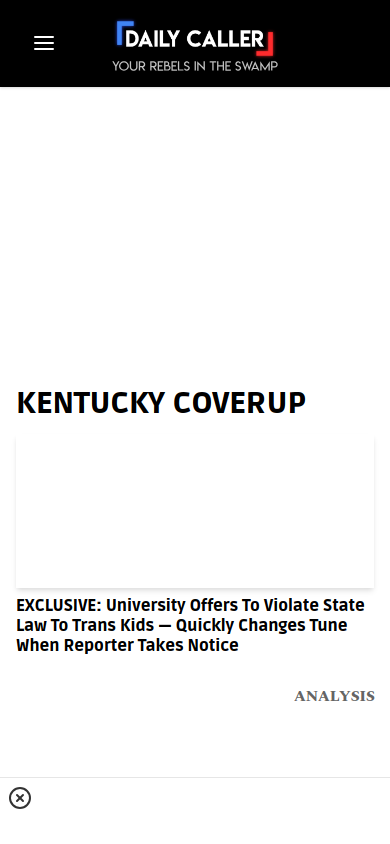 DAILY CALLER
YOUR REBELS IN THE SWAMP
KENTUCKY COVERUP
EXCLUSIVE: University Offers To Violate State
Law To Trans Kids — Quickly Changes Tune
When Reporter Takes Notice
ANALYSIS